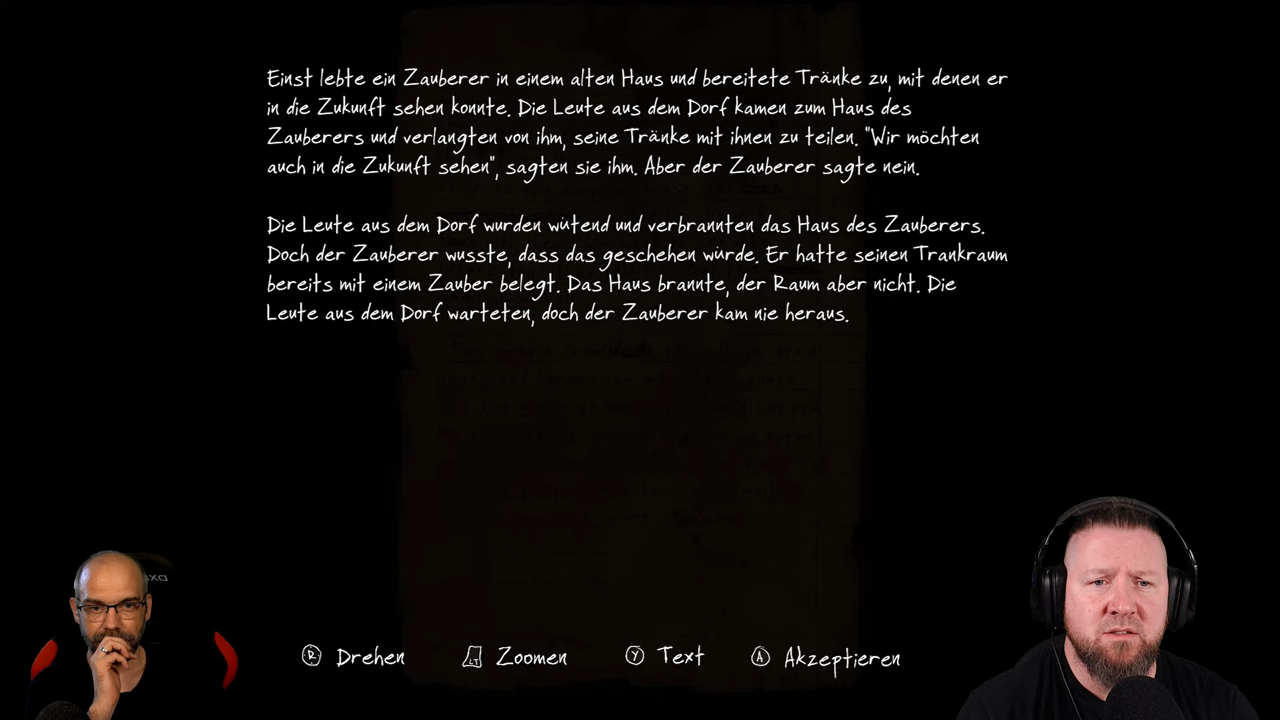 Einst lebte ein Zauberer in einem alten Haus und bereitete Tränke zu, mit denen er
in die Zukunft sehen konnte. Die Leute aus dem Dorf kamen zum Haus des
Zauberers und verlangten von ihm, seine Tränke mit ihnen zu teilen. "Wir möchten
auch in die Zukunft sehen", sagten sie ihm. Aber der Zauberer sagte nein.
Die Leute aus dem Dorf wurden wütend und verbrannten das Haus des Zauberers.
Doch der Zauberer wusste, dass das geschehen würde. Er hatte seinen Trankraum
bereits mit einem Zauber belegt. Das Haus brannte, der Raum aber nicht. Die
Leute aus dem Dorf warteten, doch der Zauberer kam nie heraus.
R Drehen LT Zoomen Y Text A Akzeptieren